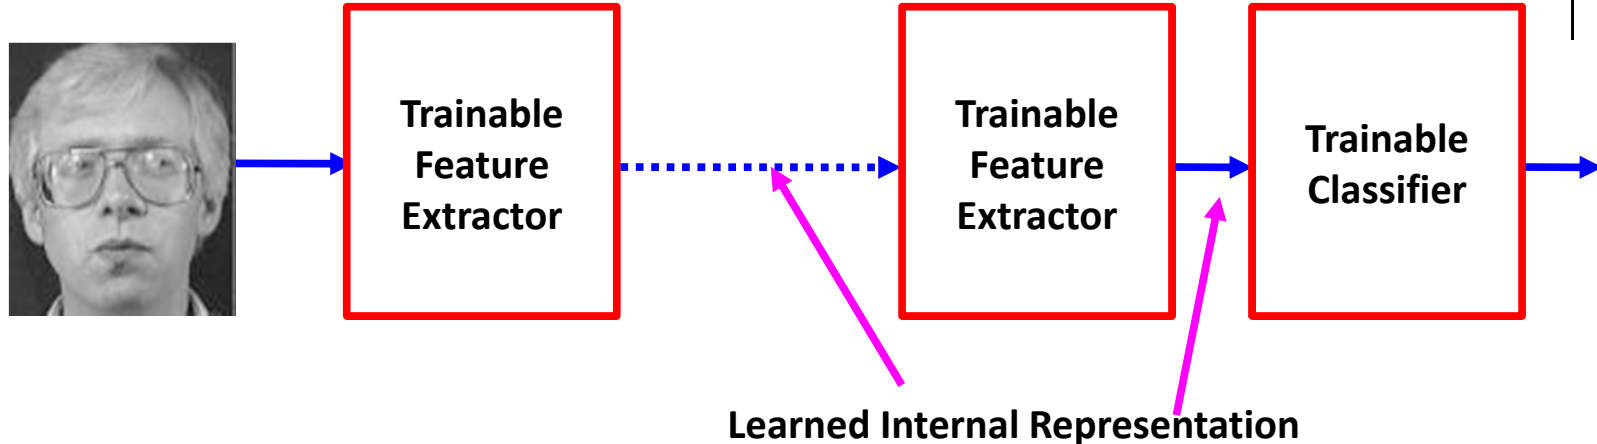 Trainable
Feature
Extractor
Trainable
Feature
Extractor
Trainable
Classifier
Learned Internal Representation